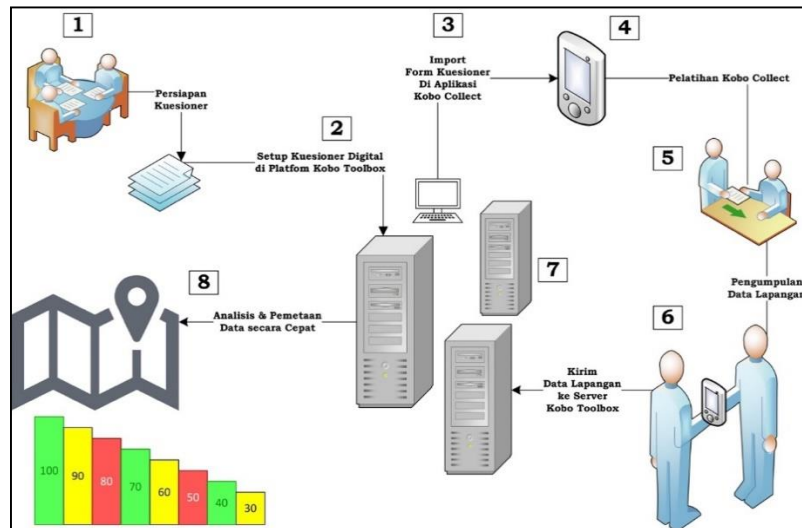 1
Persiapan
Kuesioner
2
Setup Kuesioner Digital
di Platfom Kobo Toolbox
3
Import
Form Kuesioner
Di Aplikasi
Kobo Collect
4
Pelatihan Kobo Collect
5
Pengumpulan
Data Lapangan
6
Kirim
Data Lapangan
ke Server
Kobo Toolbox
7
8
Analisis & Pemetaan
Data secara Cepat
100
90
80
70
60
50
40
30